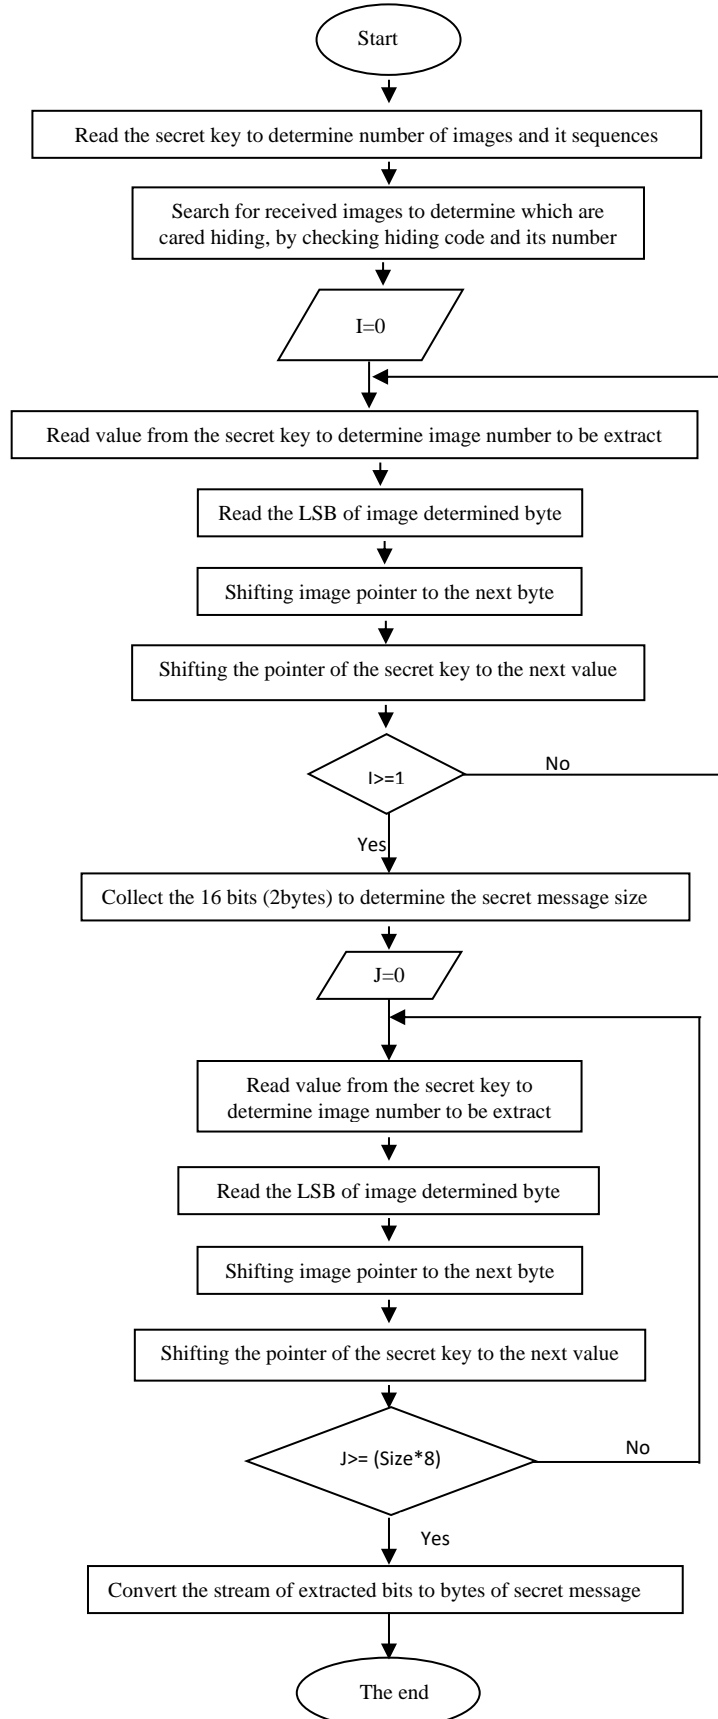 Start
Read the secret key to determine number of images and it sequences
Search for received images to determine which are
cared hiding, by checking hiding code and its number
I=0
Read value from the secret key to determine image number to be extract
Read the LSB of image determined byte
Shifting image pointer to the next byte
Shifting the pointer of the secret key to the next value
I>=1
No
Yes
Collect the 16 bits (2bytes) to determine the secret message size
J=0
Read value from the secret key to
determine image number to be extract
Read the LSB of image determined byte
Shifting image pointer to the next byte
Shifting the pointer of the secret key to the next value
J>= (Size*8)
No
Yes
Convert the stream of extracted bits to bytes of secret message
The end